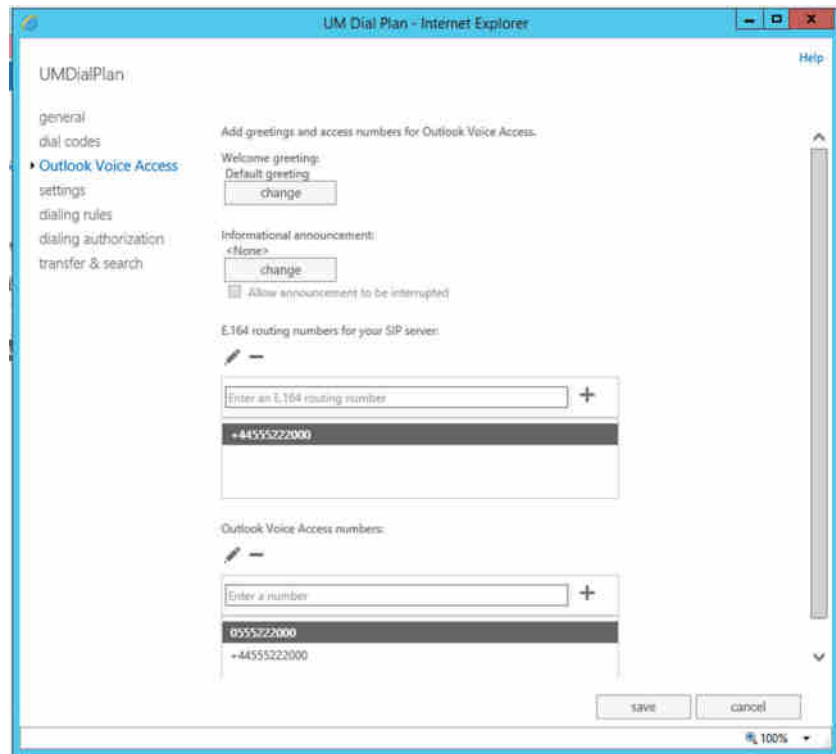 UM Dial Plan - Internet Explorer
Help
UMDialPlan
general
dial codes
Outlook Voice Access
settings
dialing rules
dialing authorization
transfer & search
Add greetings and access numbers for Outlook Voice Access.
Welcome greeting:
Default greeting
change
Informational announcement:
<None>
change
Allow announcement to be interrupted
E.164 routing numbers for your SIP server:
Enter an E.164 routing number
+44555222000
Outlook Voice Access numbers:
Enter a number
0555222000
+44555222000
save cancel
100%